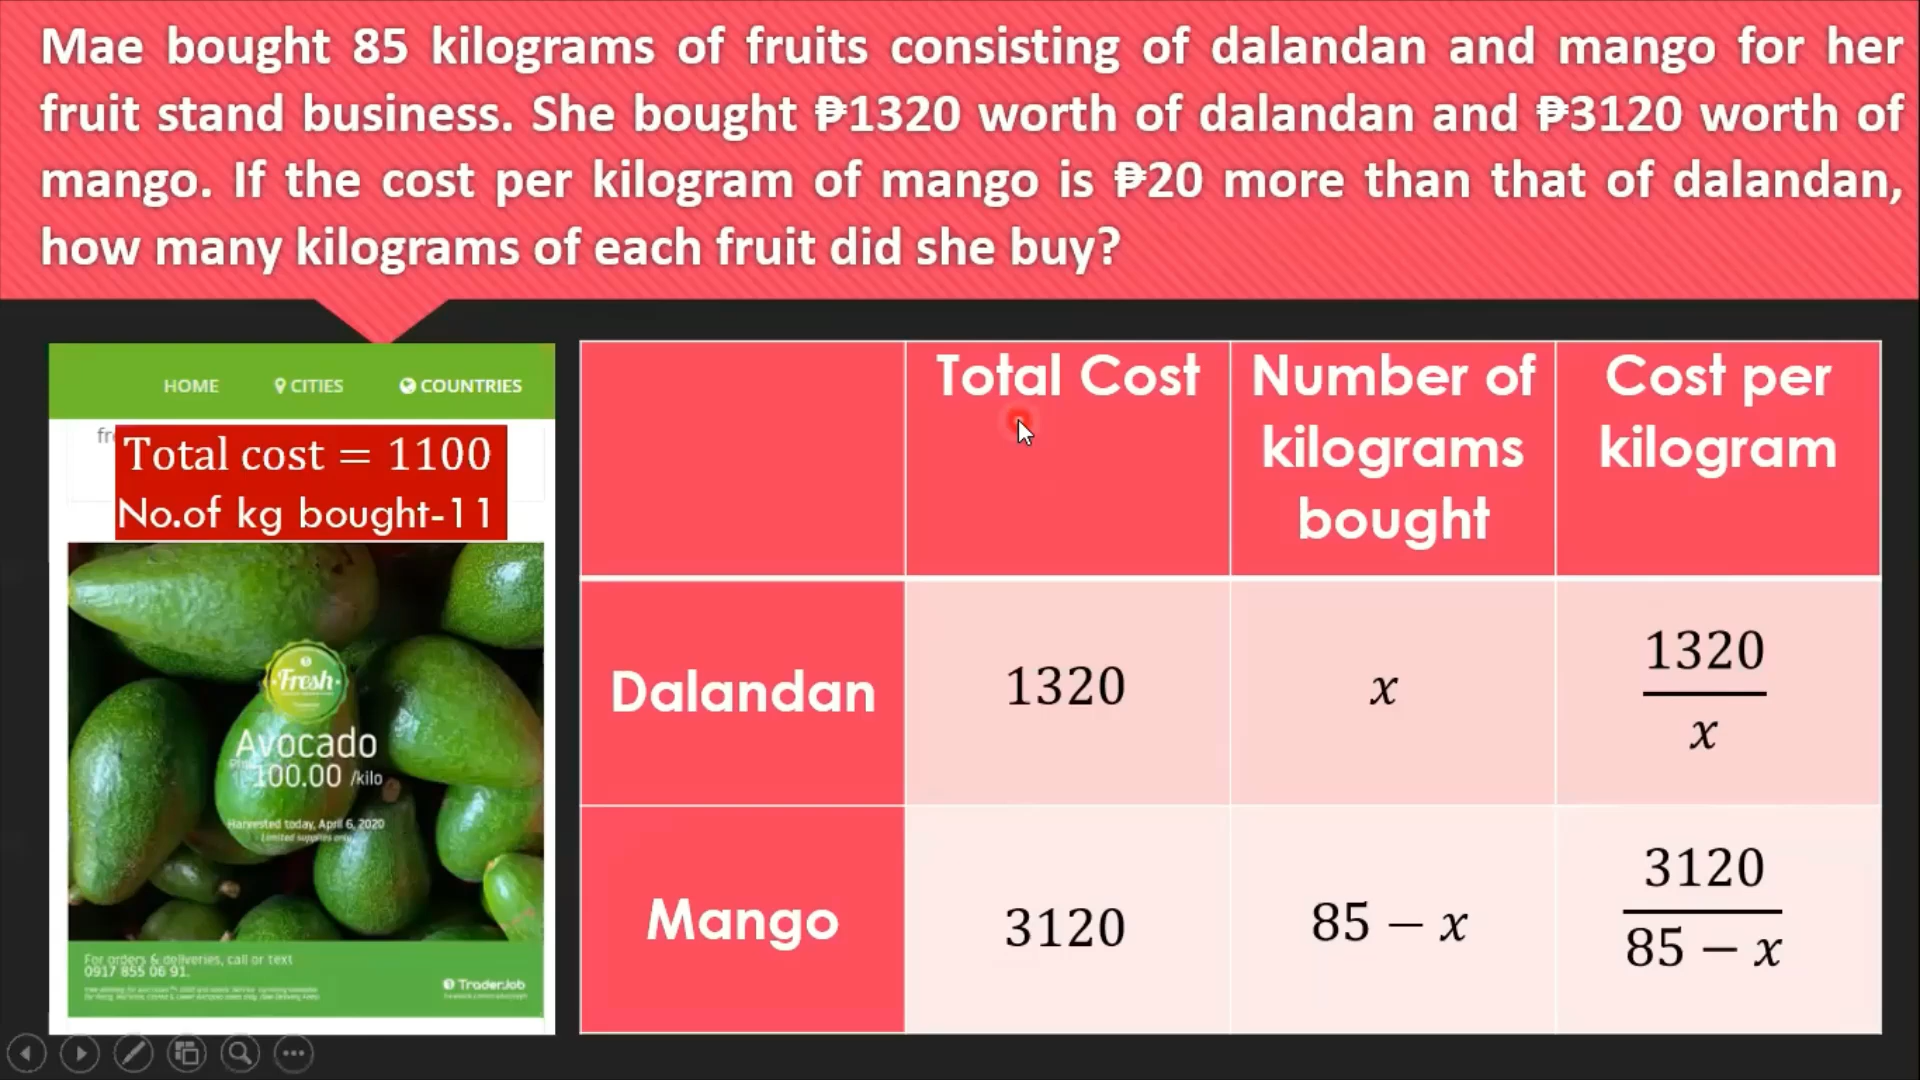 Mae bought 85 kilograms of fruits consisting of dalandan and mango for her
fruit stand business. She bought ₱1320 worth of dalandan and ₱3120 worth of
mango. If the cost per kilogram of mango is ₱20 more than that of dalandan,
how many kilograms of each fruit did she buy?
HOME CITIES COUNTRIES
Total cost = 1100
No.of kg bought-11
Fresh
Avocado
100.00 /kilo
Harvested today, April 6, 2020
Limited supplies only
For orders & deliveries, call or text
0917 855 06 91.
TraderJob
Total Cost
Number of
kilograms
bought
Cost per
kilogram
Dalandan
1320
x
1320
x
Mango
3120
85 − x
3120
85 − x